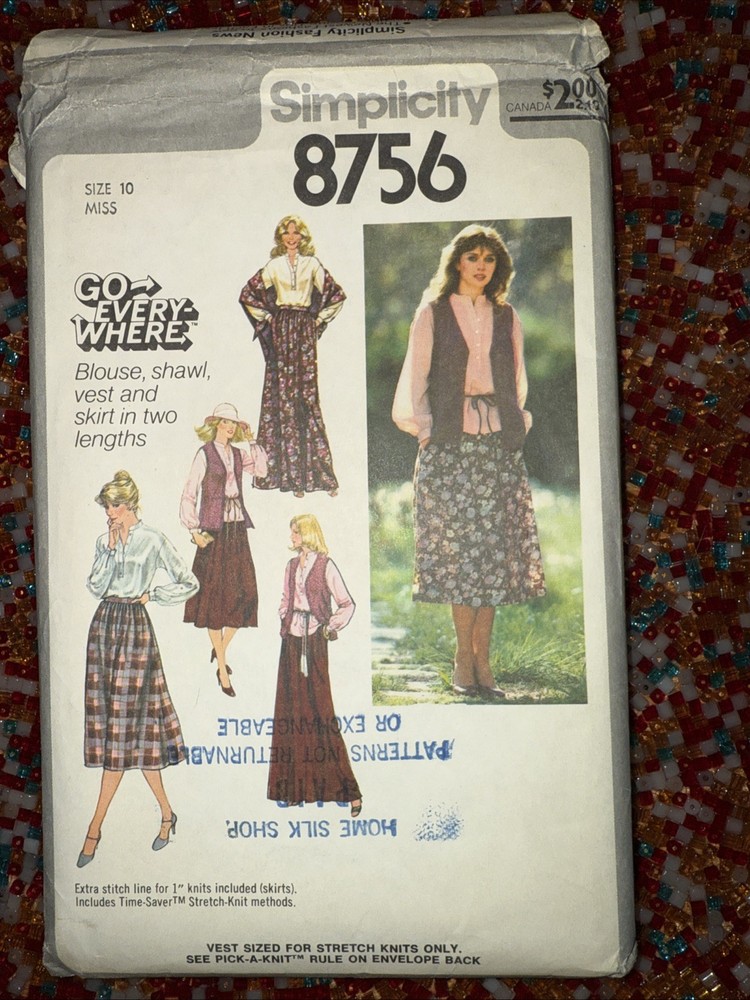 Simplicity Fashion News
Simplicity
$2.00
CANADA
8756
SIZE 10
MISS
GO
EVERY-
WHERE™
Blouse, shawl,
vest and
skirt in two
lengths
HOME SILK SHOP.
PAID
PATTERNS NOT RETURNABLE
OR EXCHANGEABLE
Extra stitch line for 1" knits included (skirts).
Includes Time-Saver™ Stretch-Knit methods.
VEST SIZED FOR STRETCH KNITS ONLY.
SEE PICK-A-KNIT™ RULE ON ENVELOPE BACK